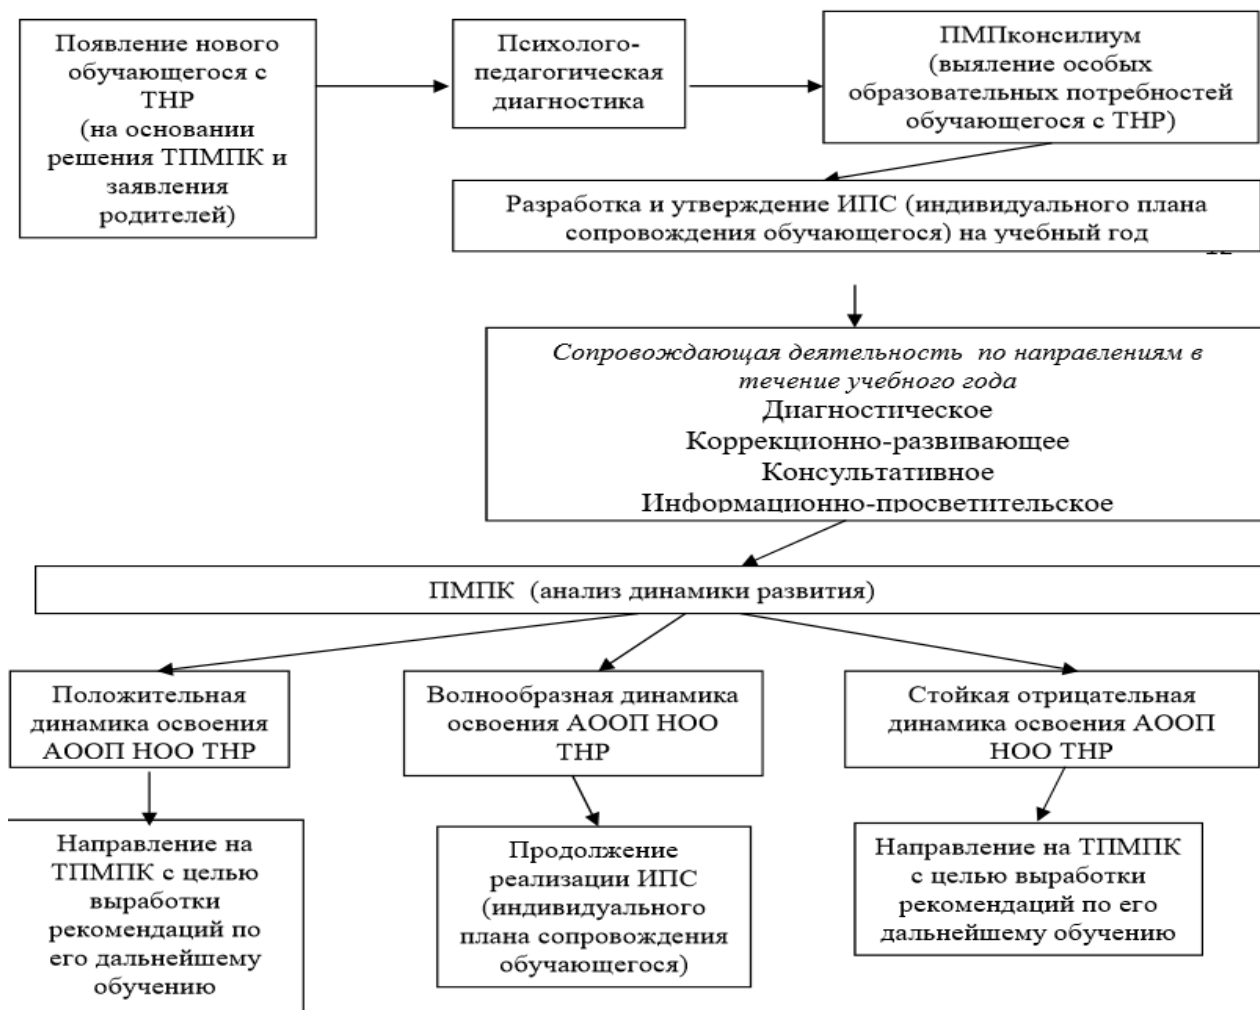 Появление нового
обучающегося с
ТНР
(на основании
решения ТПМПК и
заявления
родителей)
Психолого-
педагогическая
диагностика
ПМПконсилиум
(выяление особых
образовательных потребностей
обучающегося с ТНР)
Разработка и утверждение ИПС (индивидуального плана
сопровождения обучающегося) на учебный год
Сопровождающая деятельность по направлениям в
течение учебного года
Диагностическое
Коррекционно-развивающее
Консультативное
Информационно-просветительское
ПМПК (анализ динамики развития)
Положительная
динамика освоения
АООП НОО ТНР
Волнообразная динамика
освоения АООП НОО
ТНР
Стойкая отрицательная
динамика освоения АООП
НОО ТНР
Направление на
ТПМПК с целью
выработки
рекомендаций по
его дальнейшему
обучению
Продолжение
реализации ИПС
(индивидуального
плана сопровождения
обучающегося)
Направление на ТПМПК
с целью выработки
рекомендаций по его
дальнейшему обучению